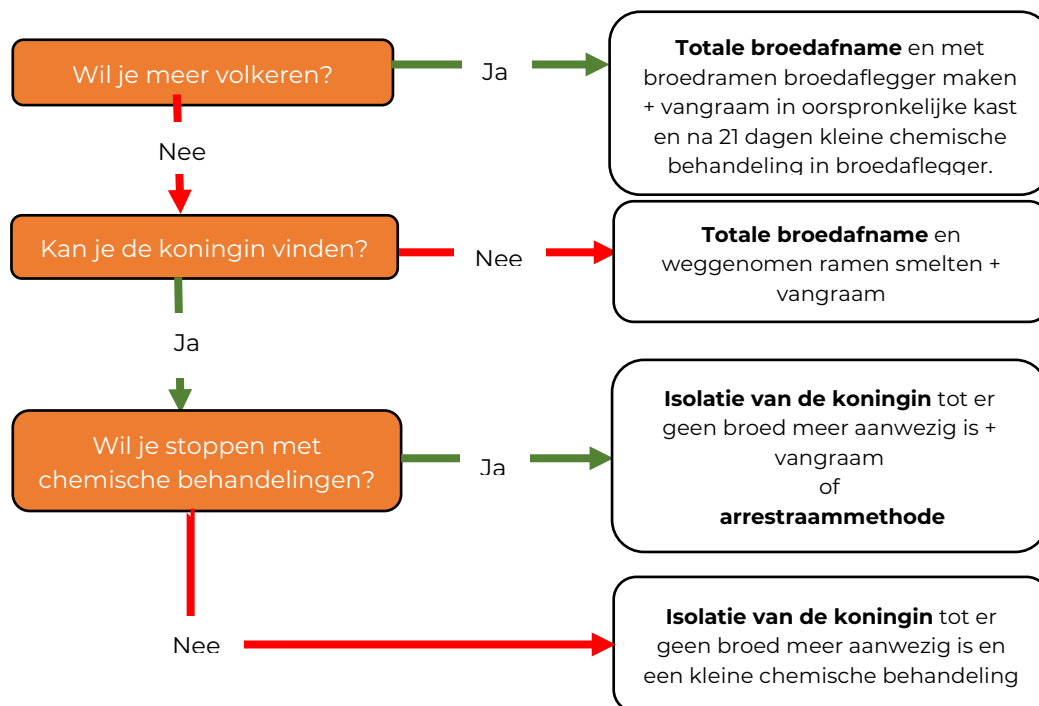 Wil je meer volkeren?
Ja
Totale broedafname en met
broedramen broedaflegger maken
+ vangraam in oorspronkelijke kast
en na 21 dagen kleine chemische
behandeling in broedaflegger.
Nee
Kan je de koningin vinden?
Nee
Totale broedafname en
weggenomen ramen smelten +
vangraam
Ja
Wil je stoppen met
chemische behandelingen?
Ja
Isolatie van de koningin tot er
geen broed meer aanwezig is +
vangraam
of
arrestraammethode
Nee
Isolatie van de koningin tot er
geen broed meer aanwezig is en
een kleine chemische behandeling